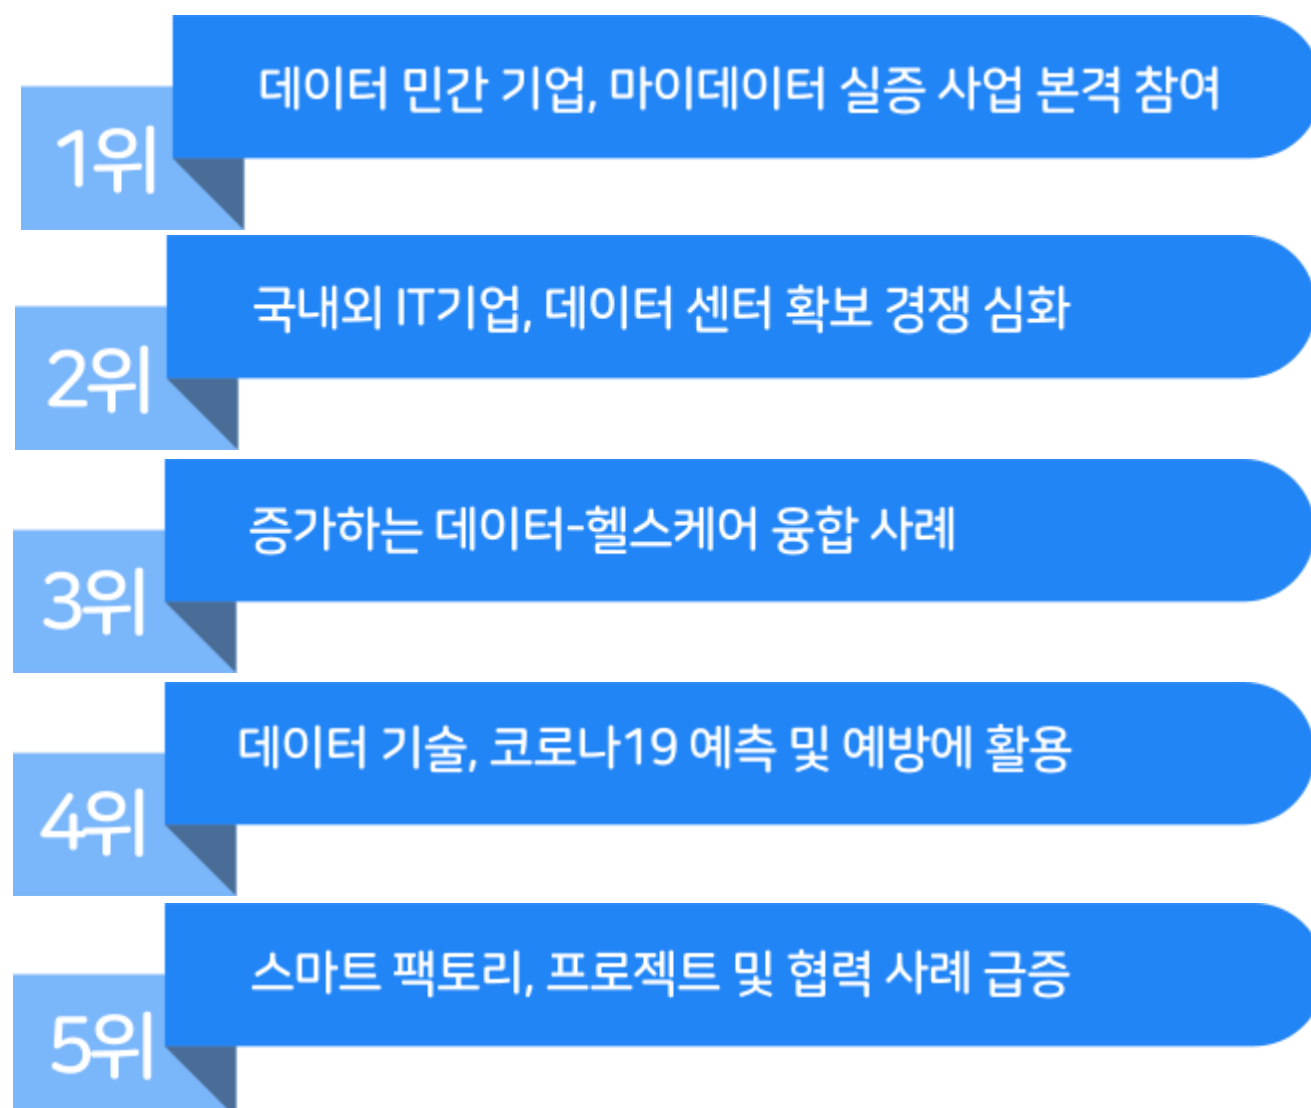 1위
데이터 민간 기업, 마이데이터 실증 사업 본격 참여
2위
국내외 IT기업, 데이터 센터 확보 경쟁 심화
3위
증가하는 데이터-헬스케어 융합 사례
4위
데이터 기술, 코로나19 예측 및 예방에 활용
5위
스마트 팩토리, 프로젝트 및 협력 사례 급증